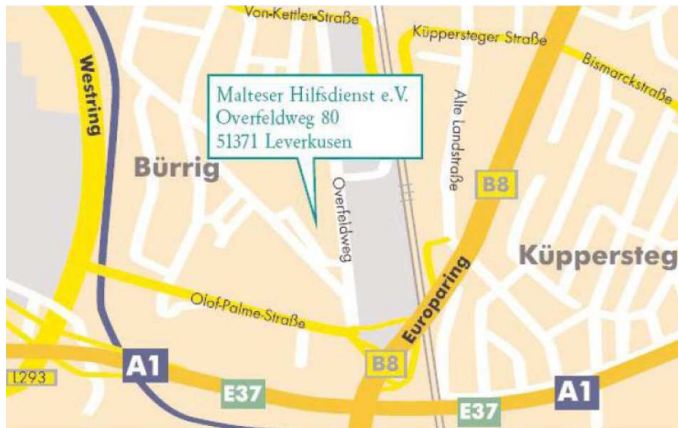 Von-Kettler-Straße
Küppersteger Straße
Bismarckstraße
Westring
Malteser Hilfsdienst e.V.
Overfeldweg 80
51371 Leverkusen
Alte Landstraße
Bürrig
B8
Overfeldweg
Küppersteg
Europaring
Olof-Palme-Straße
A1
B8
L293
E37
E37
A1